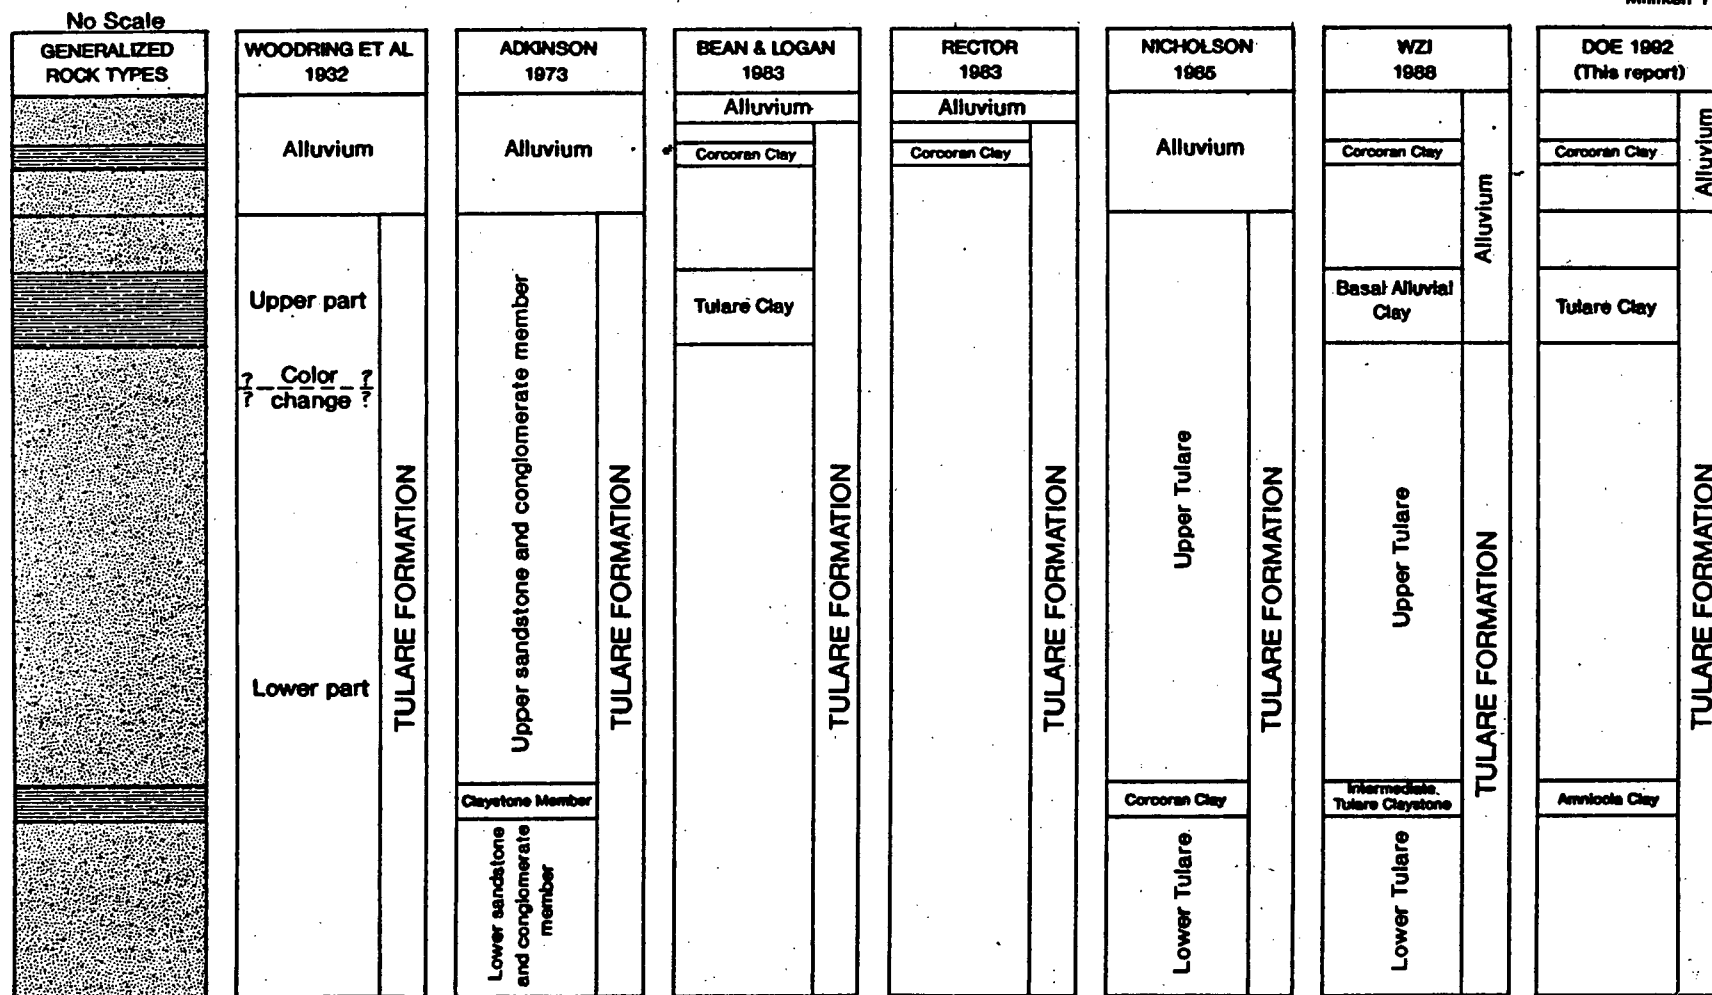 No Scale
GENERALIZED
ROCK TYPES
WOODRING ET AL
1932
Alluvium
Upper part
? Color ?
? change ?
Lower part
TULARE FORMATION
ADKINSON
1973
Alluvium
Upper sandstone and conglomerate member
Claystone Member
Lower sandstone
and conglomerate
member
TULARE FORMATION
BEAN & LOGAN
1983
Alluvium
Corcoran Clay
Tulare Clay
TULARE FORMATION
RECTOR
1983
Alluvium
Corcoran Clay
TULARE FORMATION
NICHOLSON
1985
Alluvium
Upper Tulare
Corcoran Clay
Lower Tulare
TULARE FORMATION
WZI
1988
Corcoran Clay
Basal Alluvial
Clay
Alluvium
Upper Tulare
Intermediate
Tulare Claystone
Lower Tulare
TULARE FORMATION
DOE 1992
(This report)
Corcoran Clay
Alluvium
Tulare Clay
Amnicola Clay
TULARE FORMATION